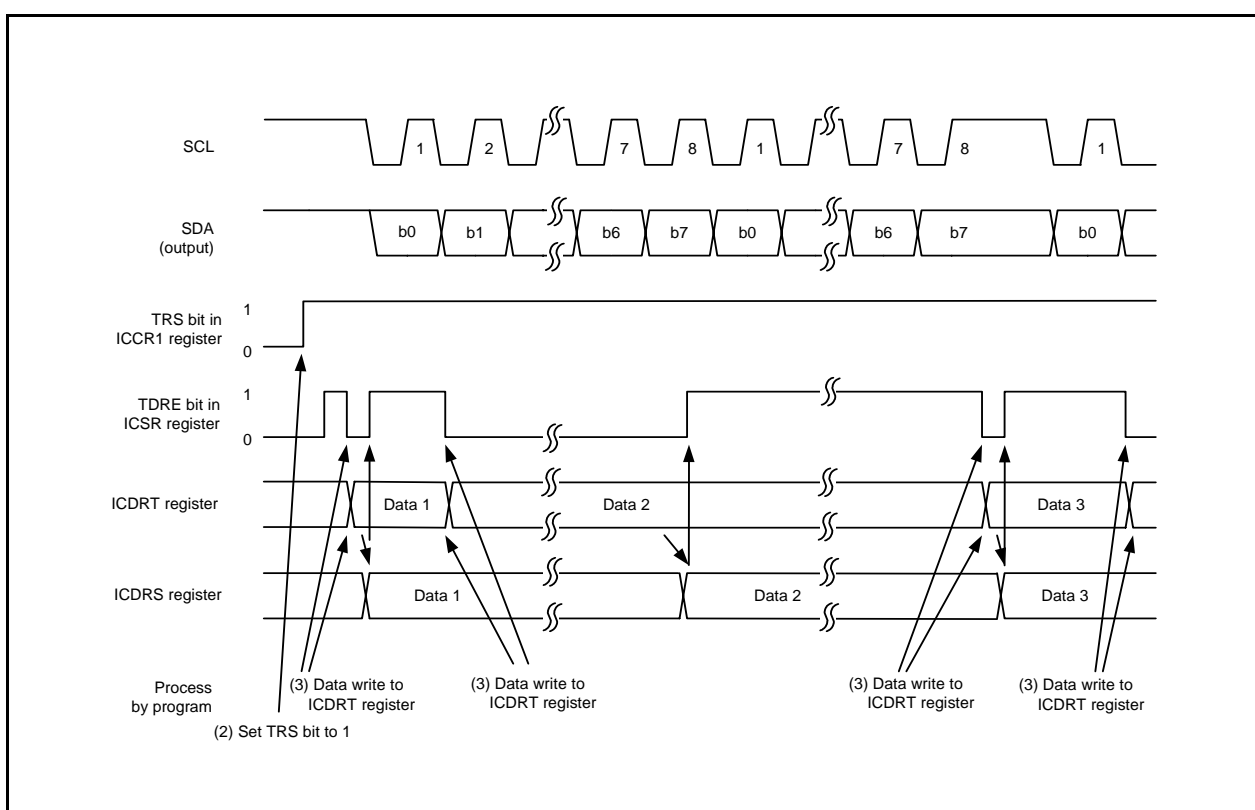 SCL
1
2
7
8
1
7
8
1
SDA
(output)
b0
b1
b6
b7
b0
b6
b7
b0
TRS bit in
ICCR1 register
1
0
TDRE bit in
ICSR register
1
0
ICDRT register
Data 1
Data 2
Data 3
ICDRS register
Data 1
Data 2
Data 3
Process
by program
(3) Data write to
ICDRT register
(3) Data write to
ICDRT register
(3) Data write to
ICDRT register
(3) Data write to
ICDRT register
(2) Set TRS bit to 1